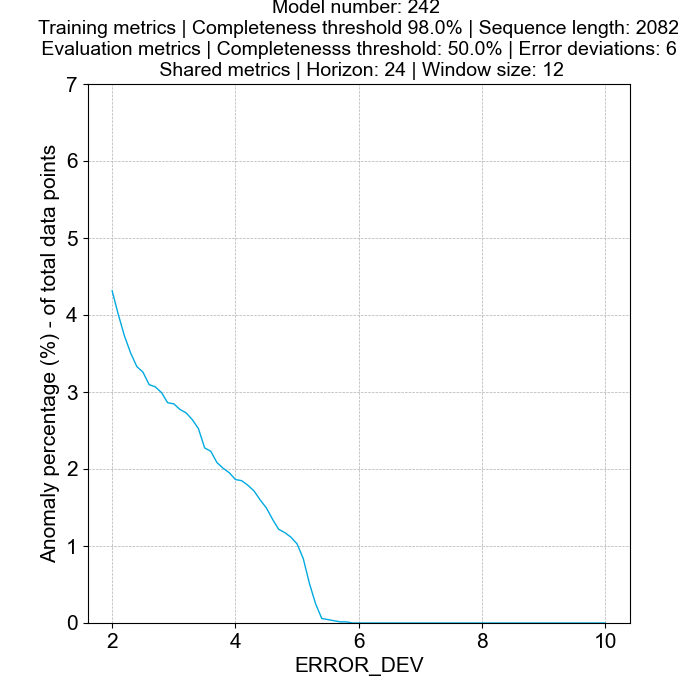 Model number: 242
Training metrics | Completeness threshold 98.0% | Sequence length: 2082
Evaluation metrics | Completenesss threshold: 50.0% | Error deviations: 6
Shared metrics | Horizon: 24 | Window size: 12
7
6
5
4
3
2
1
0
Anomaly percentage (%) - of total data points
2 4 6 8 10
ERROR_DEV